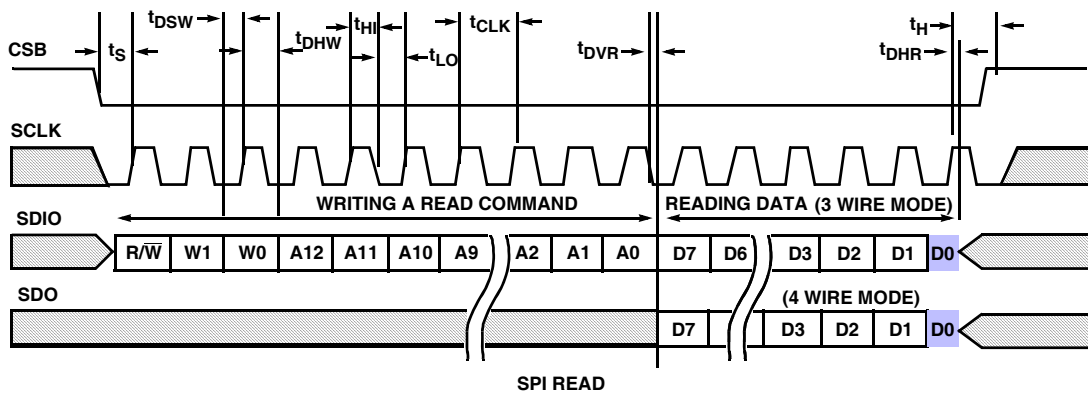 tDSW tHI tCLK tH
CSB tS tDHW tLO tDVR tDHR
SCLK
WRITING A READ COMMAND READING DATA (3 WIRE MODE)
SDIO
R/W W1 W0 A12 A11 A10 A9 A2 A1 A0 D7 D6 D3 D2 D1 D0
SDO
(4 WIRE MODE)
D7 D3 D2 D1 D0
SPI READ